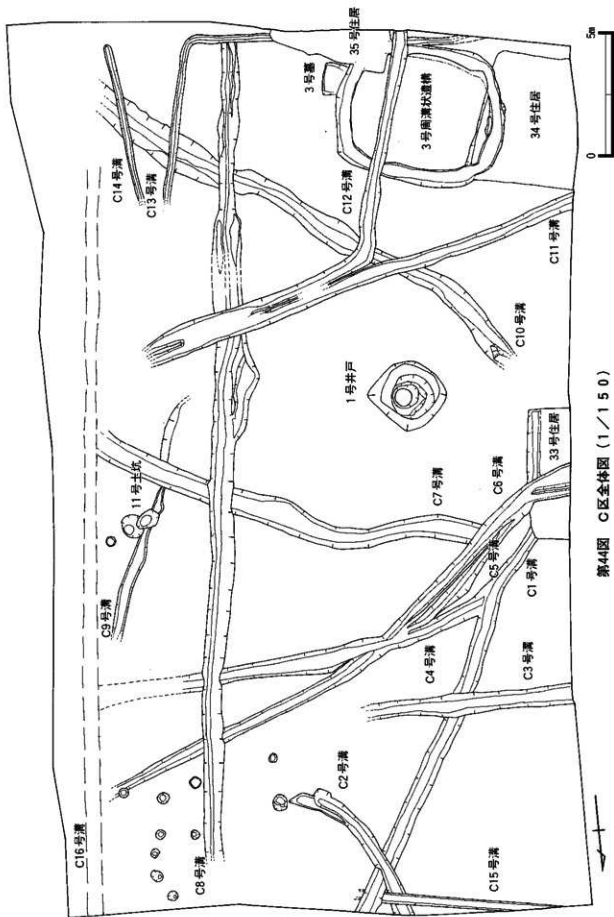 C14号溝
C13号溝
3号墓
35号住居
5m
0
3号周溝状遺構
34号住居
C12号溝
C11号溝
C10号溝
1号井戸
11号土坑
C9号溝
C7号溝
C6号溝
33号住居
C5号溝
C1号溝
C4号溝
C3号溝
C16号溝
C8号溝
C2号溝
C15号溝
第44図 C区全体図(1/150)